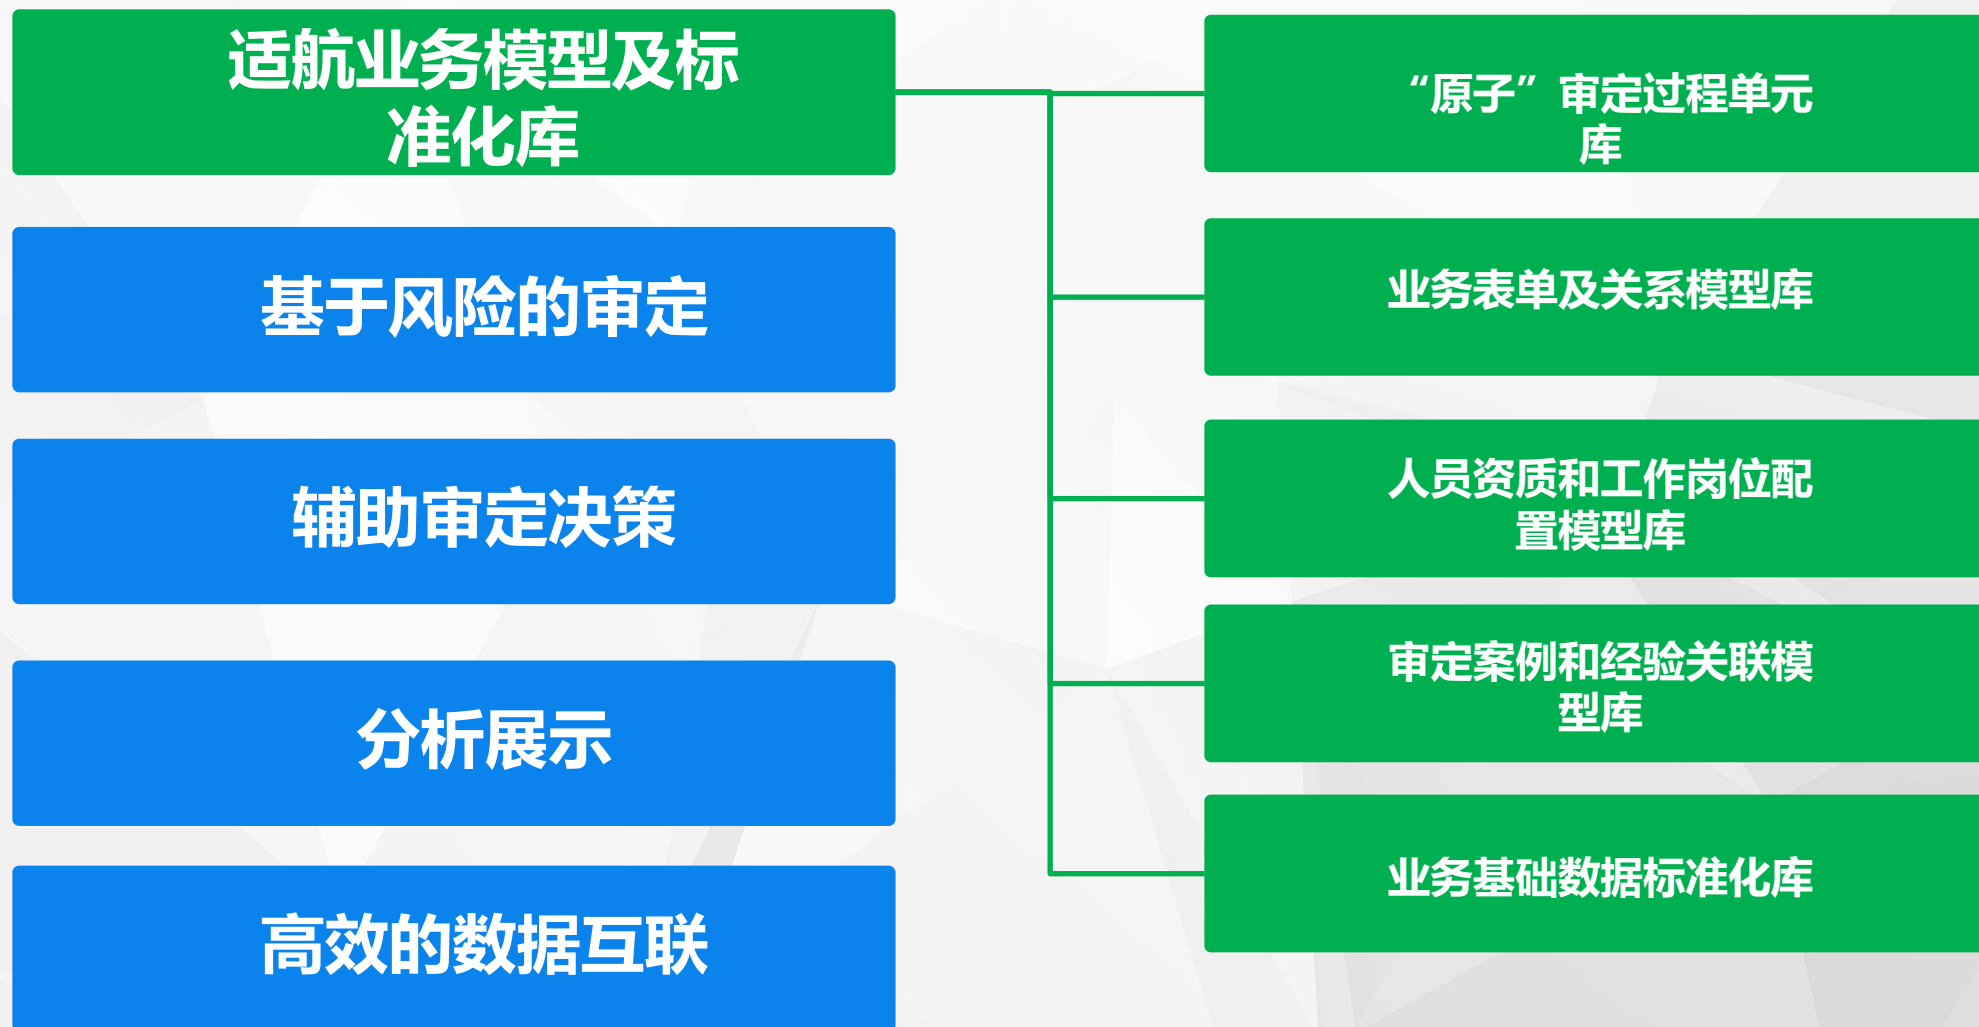 适航业务模型及标
准化库
基于风险的审定
辅助审定决策
分析展示
高效的数据互联
“原子”审定过程单元
库
业务表单及关系模型库
人员资质和工作岗位配
置模型库
审定案例和经验关联模
型库
业务基础数据标准化库